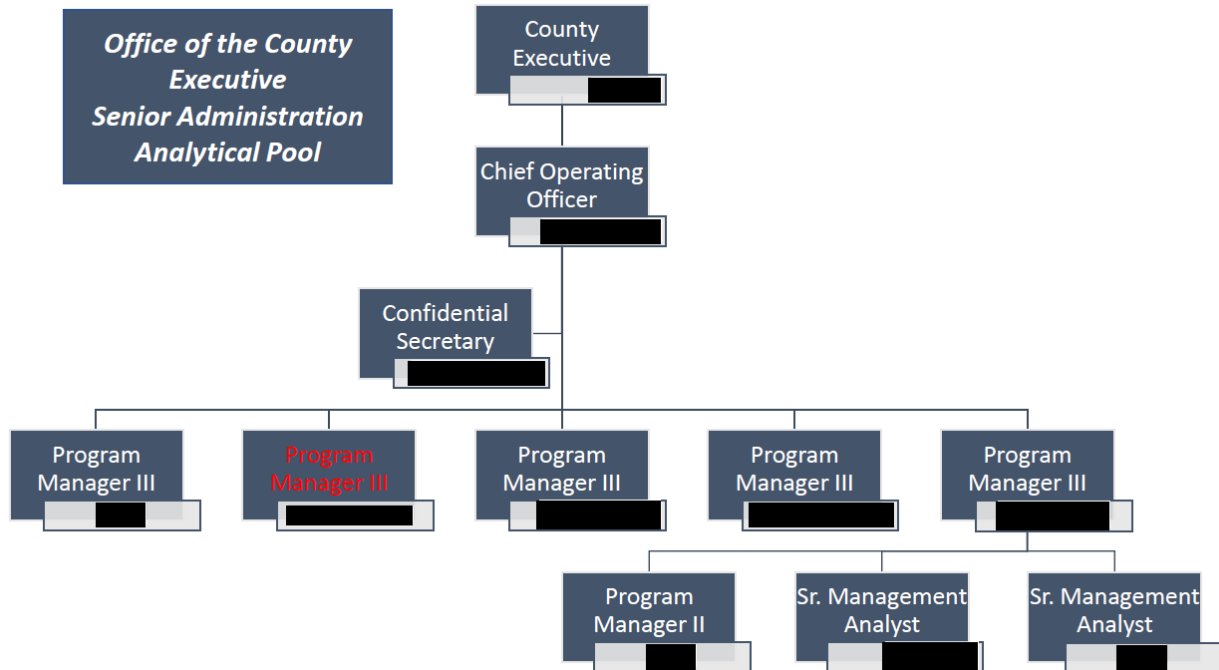 Office of the County
Executive
Senior Administration
Analytical Pool
County
Executive
Chief Operating
Officer
Confidential
Secretary
Program
Manager III
Program
Manager III
Program
Manager III
Program
Manager III
Program
Manager III
Program
Manager II
Sr. Management
Analyst
Sr. Management
Analyst